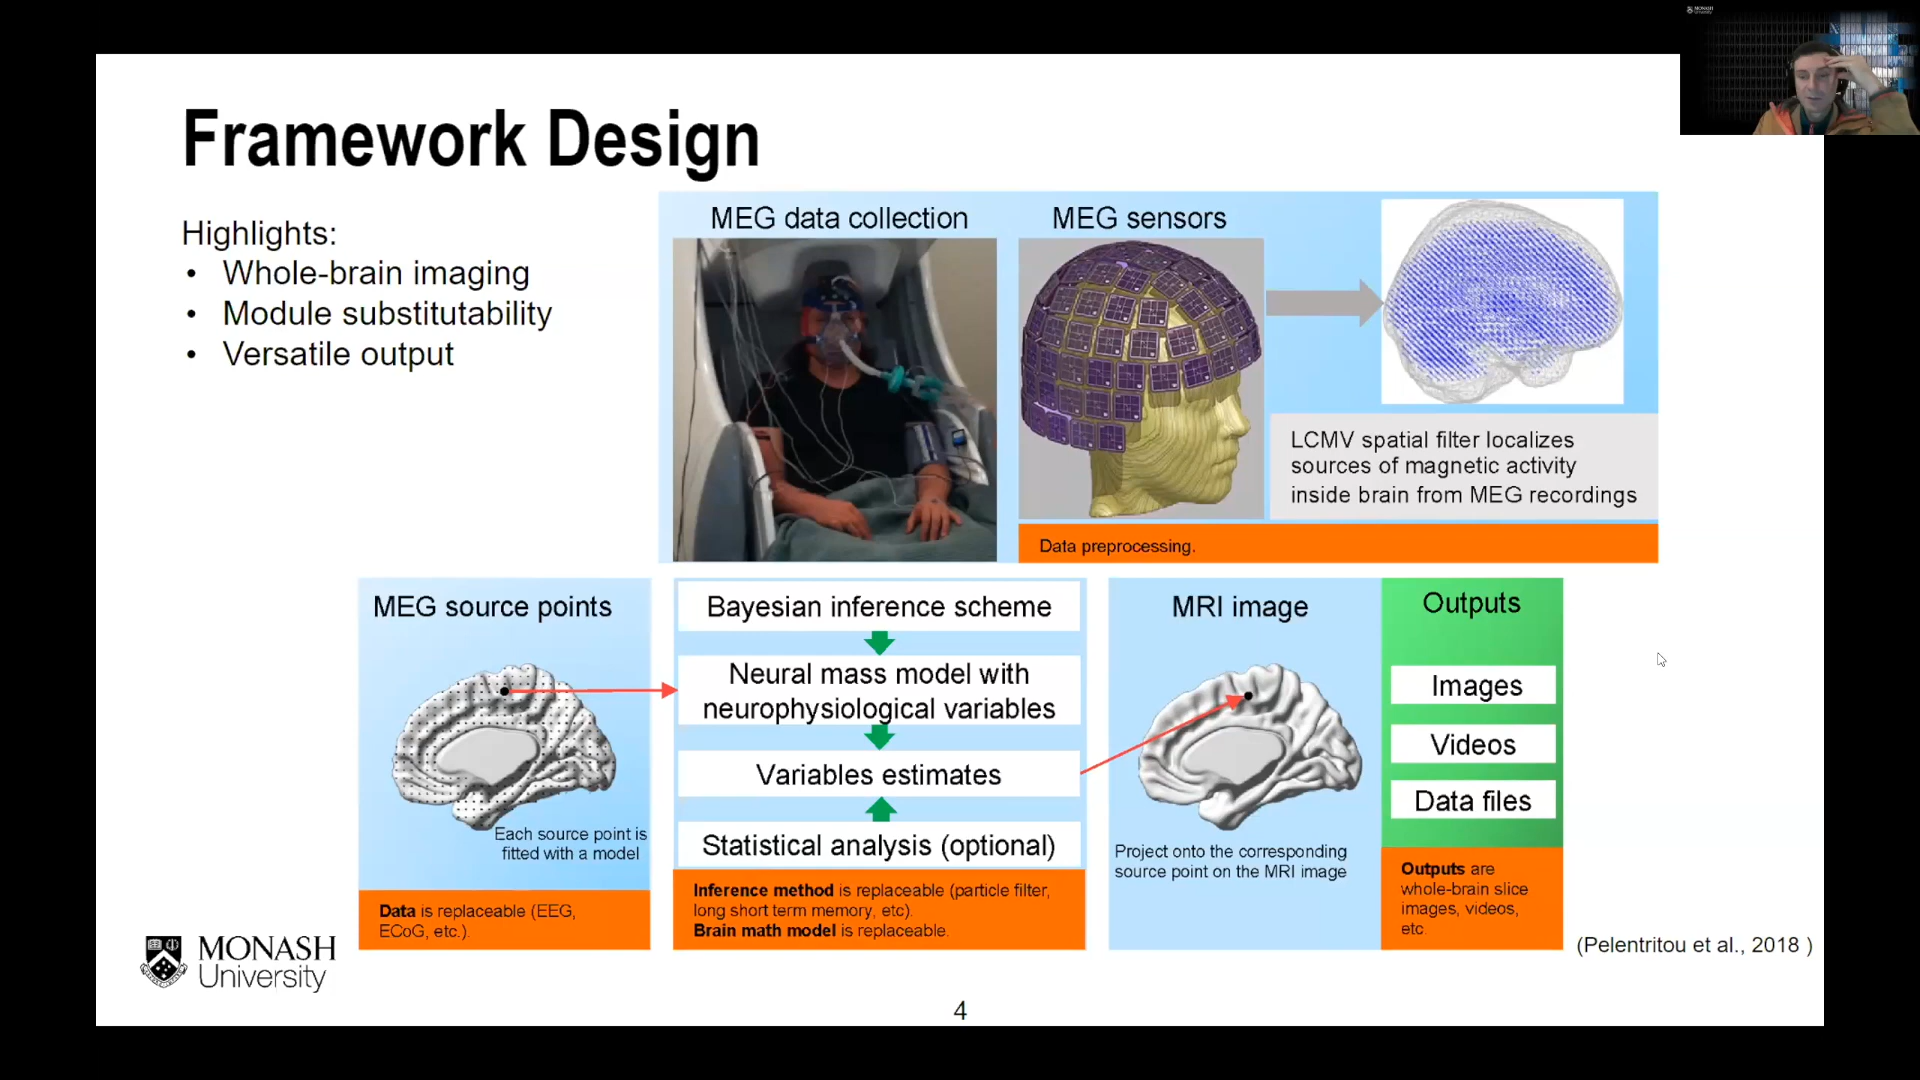 MONASH
University
Framework Design
Highlights:
• Whole-brain imaging
• Module substitutability
• Versatile output
MEG data collection
MEG sensors
LCMV spatial filter localizes
sources of magnetic activity
inside brain from MEG recordings
Data preprocessing.
MEG source points
Each source point is
fitted with a model
Data is replaceable (EEG,
ECoG, etc.).
Bayesian inference scheme
Neural mass model with
neurophysiological variables
Variables estimates
Statistical analysis (optional)
Inference method is replaceable (particle filter,
long short term memory, etc).
Brain math model is replaceable.
MRI image
Project onto the corresponding
source point on the MRI image
Outputs
Images
Videos
Data files
Outputs are
whole-brain slice
images, videos,
etc
(Pelentritou et al., 2018 )
MONASH
University
4